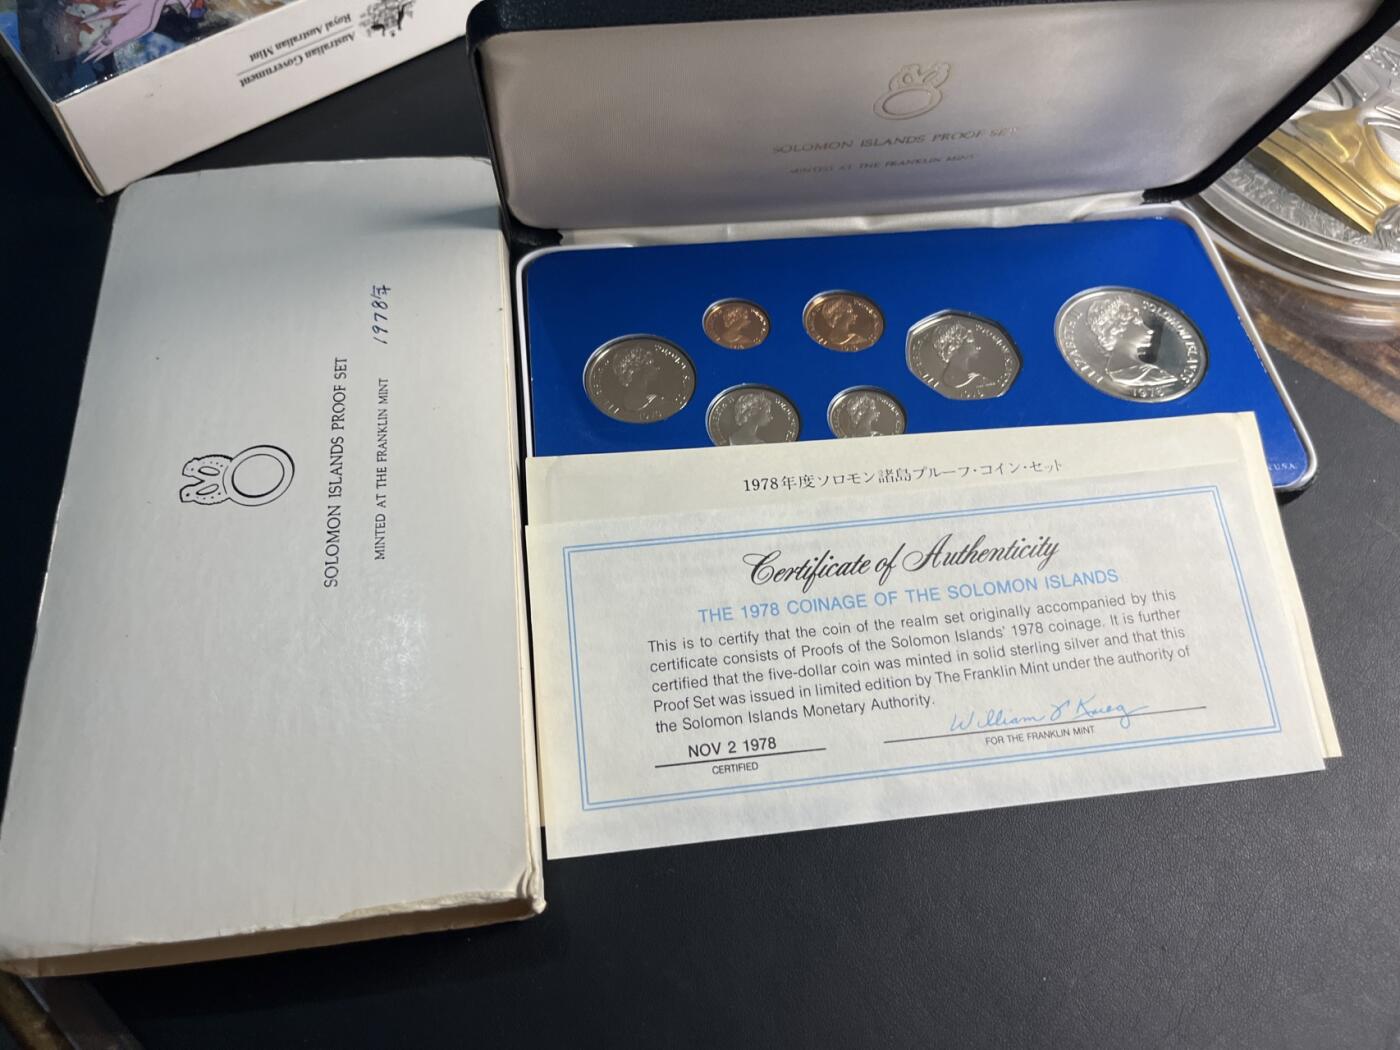 Australian Government
Royal Australian Mint
SOLOMON ISLANDS PROOF SET
MINTED AT THE FRANKLIN MINT
SOLOMON ISLANDS PROOF SET
MINTED AT THE FRANKLIN MINT
1978年
ELIZABETH II SOLOMON ISLANDS
1978
U.S.A.
1978年度ソロモン諸島プルーフ・コイン・セット
Certificate of Authenticity
THE 1978 COINAGE OF THE SOLOMON ISLANDS
This is to certify that the coin of the realm set originally accompanied by this
certificate consists of Proofs of the Solomon Islands' 1978 coinage. It is further
certified that the five-dollar coin was minted in solid sterling silver and that this
Proof Set was issued in limited edition by The Franklin Mint under the authority of
the Solomon Islands Monetary Authority.
NOV 2 1978
CERTIFIED
FOR THE FRANKLIN MINT